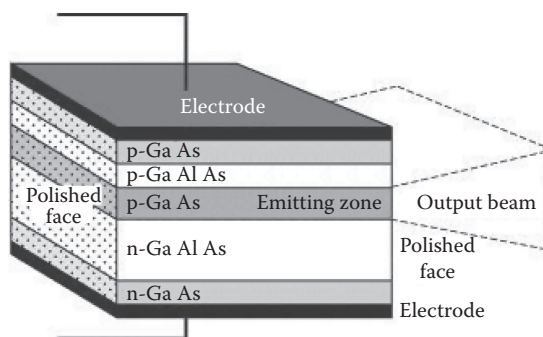 Electrode
p-Ga As
p-Ga Al As
p-Ga As Emitting zone
Output beam
Polished
face
n-Ga Al As
Polished
face
n-Ga As
Electrode